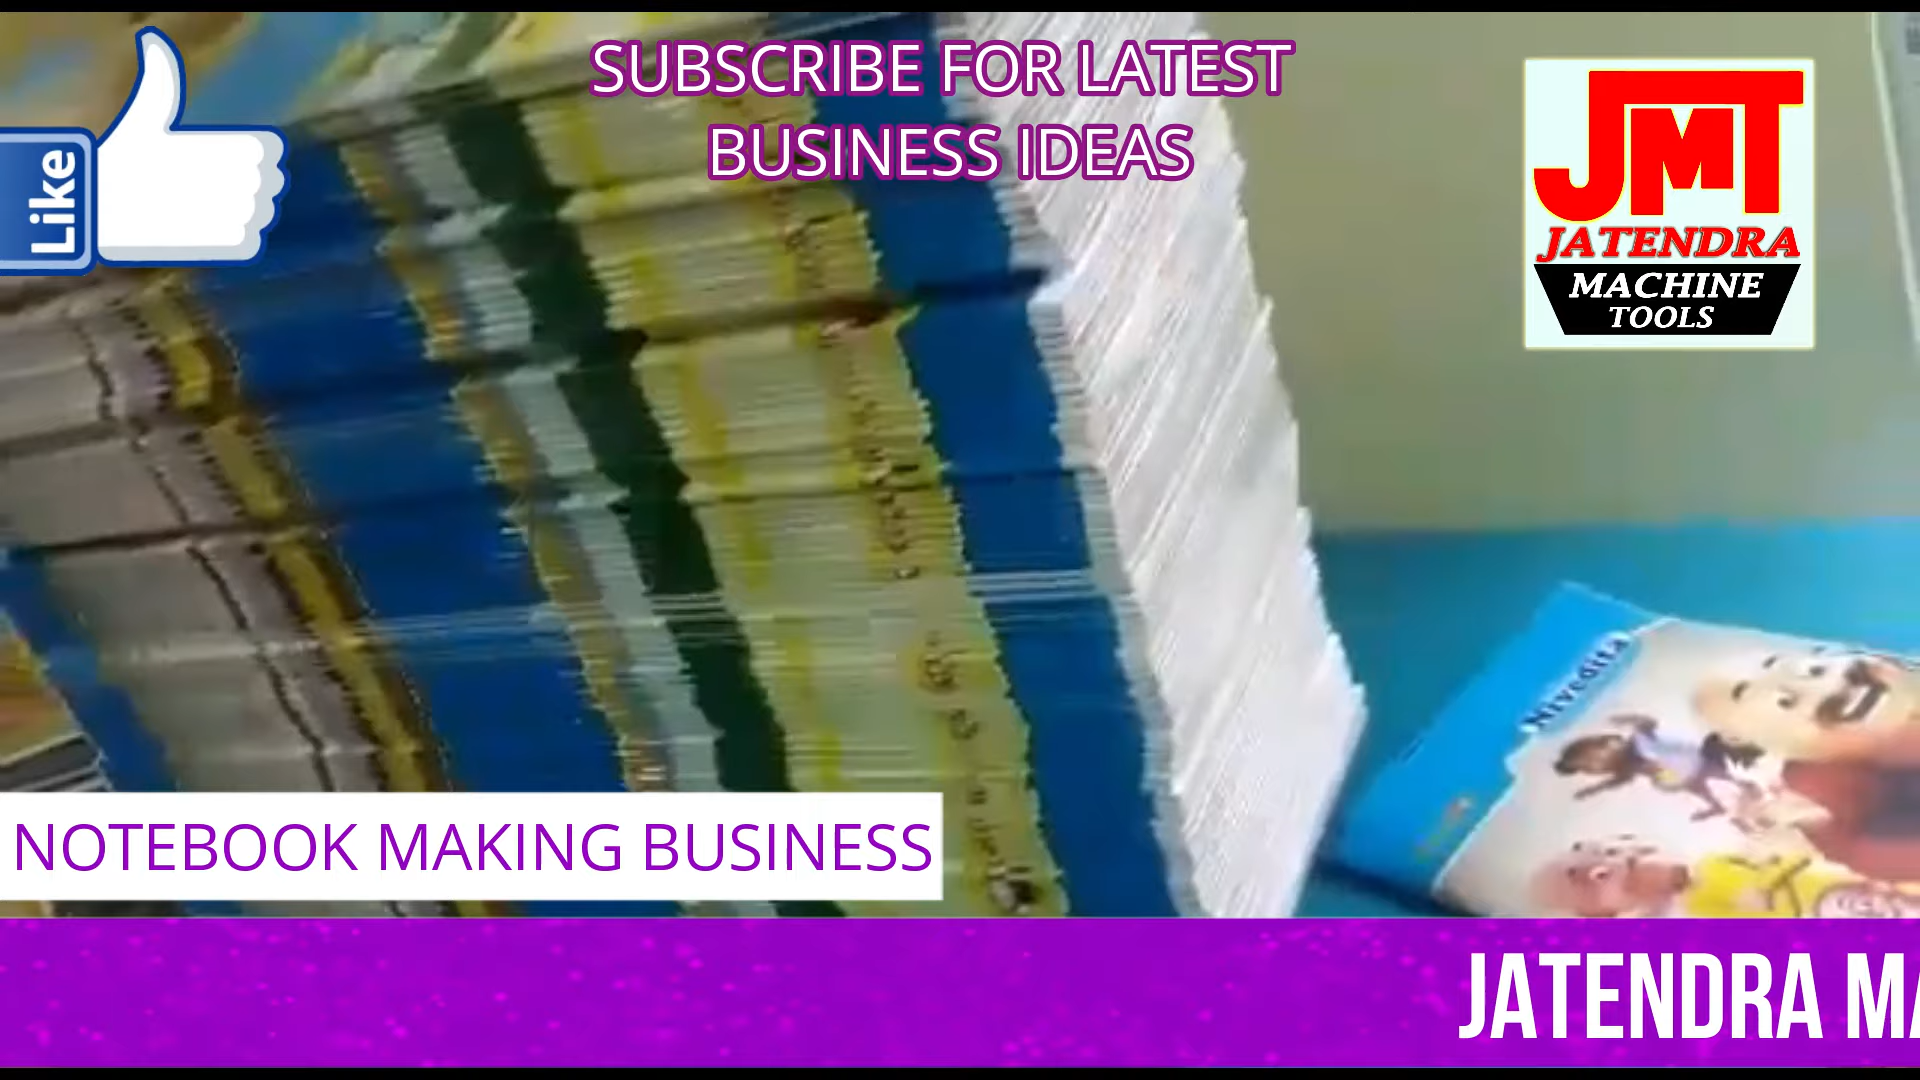 Like
SUBSCRIBE FOR LATEST
BUSINESS IDEAS
JMT
JATENDRA
MACHINE
TOOLS
Nivedita
NOTEBOOK MAKING BUSINESS
JATENDRA MA